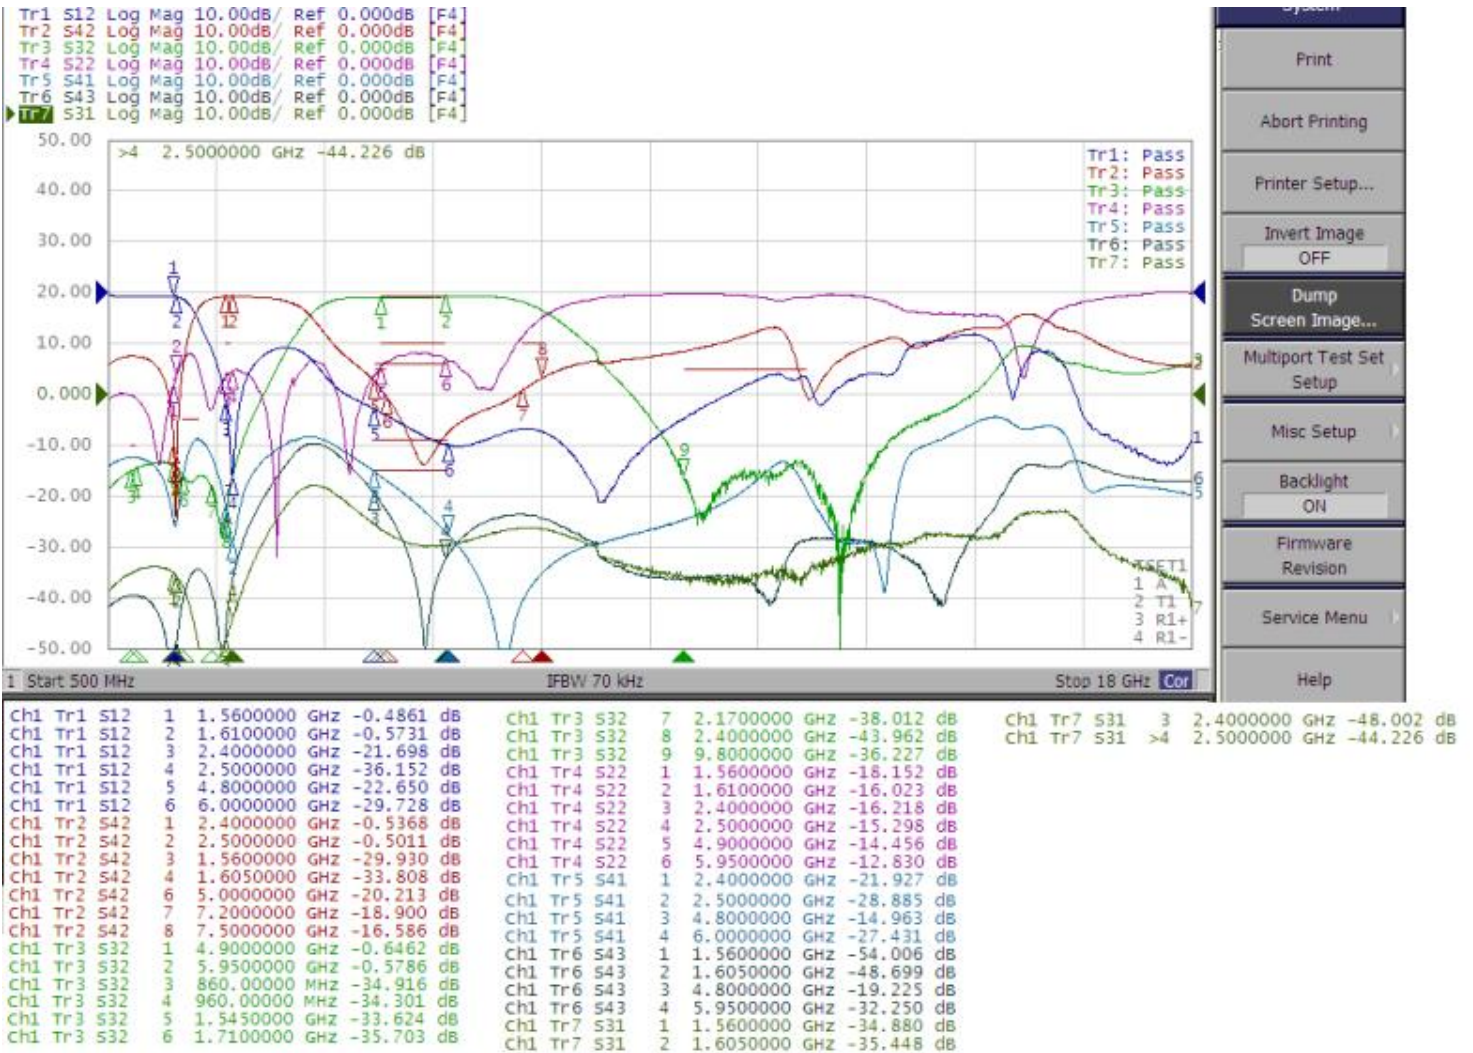 Tr1 S12 Log Mag 10.00dB/ Ref 0.000dB [F4]
Tr2 S42 Log Mag 10.00dB/ Ref 0.000dB [F4]
Tr3 S32 Log Mag 10.00dB/ Ref 0.000dB [F4]
Tr4 S22 Log Mag 10.00dB/ Ref 0.000dB [F4]
Tr5 S41 Log Mag 10.00dB/ Ref 0.000dB [F4]
Tr6 S43 Log Mag 10.00dB/ Ref 0.000dB [F4]
Tr7 S31 Log Mag 10.00dB/ Ref 0.000dB [F4]
50.00
40.00
30.00
20.00
10.00
0.000
-10.00
-20.00
-30.00
-40.00
-50.00
>4 2.5000000 GHz -44.226 dB
Tr1: Pass
Tr2: Pass
Tr3: Pass
Tr4: Pass
Tr5: Pass
Tr6: Pass
Tr7: Pass
1 A
2 T1
3 R1+
4 R1-
1 Start 500 MHz
IFBW 70 kHz
Stop 18 GHz Cor
System
Print
Abort Printing
Printer Setup...
Invert Image
OFF
Dump
Screen Image...
Multiport Test Set
Setup
Misc Setup
Backlight
ON
Firmware
Revision
Service Menu
Help
Ch1 Tr1 S12 1 1.5600000 GHz -0.4861 dB
Ch1 Tr1 S12 2 1.6100000 GHz -0.5731 dB
Ch1 Tr1 S12 3 2.4000000 GHz -21.698 dB
Ch1 Tr1 S12 4 2.5000000 GHz -36.152 dB
Ch1 Tr1 S12 5 4.8000000 GHz -22.650 dB
Ch1 Tr1 S12 6 6.0000000 GHz -29.728 dB
Ch1 Tr2 S42 1 2.4000000 GHz -0.5368 dB
Ch1 Tr2 S42 2 2.5000000 GHz -0.5011 dB
Ch1 Tr2 S42 3 1.5600000 GHz -29.930 dB
Ch1 Tr2 S42 4 1.6050000 GHz -33.808 dB
Ch1 Tr2 S42 6 5.0000000 GHz -20.213 dB
Ch1 Tr2 S42 7 7.2000000 GHz -18.900 dB
Ch1 Tr2 S42 8 7.5000000 GHz -16.586 dB
Ch1 Tr3 S32 1 4.9000000 GHz -0.6462 dB
Ch1 Tr3 S32 2 5.9500000 GHz -0.5786 dB
Ch1 Tr3 S32 3 860.00000 MHz -34.916 dB
Ch1 Tr3 S32 4 960.00000 MHz -34.301 dB
Ch1 Tr3 S32 5 1.5450000 GHz -33.624 dB
Ch1 Tr3 S32 6 1.7100000 GHz -35.703 dB
Ch1 Tr3 S32 7 2.1700000 GHz -38.012 dB
Ch1 Tr3 S32 8 2.4000000 GHz -43.962 dB
Ch1 Tr3 S32 9 9.8000000 GHz -36.227 dB
Ch1 Tr4 S22 1 1.5600000 GHz -18.152 dB
Ch1 Tr4 S22 2 1.6100000 GHz -16.023 dB
Ch1 Tr4 S22 3 2.4000000 GHz -16.218 dB
Ch1 Tr4 S22 4 2.5000000 GHz -15.298 dB
Ch1 Tr4 S22 5 4.9000000 GHz -14.456 dB
Ch1 Tr4 S22 6 5.9500000 GHz -12.830 dB
Ch1 Tr5 S41 1 2.4000000 GHz -21.927 dB
Ch1 Tr5 S41 2 2.5000000 GHz -28.885 dB
Ch1 Tr5 S41 3 4.8000000 GHz -14.963 dB
Ch1 Tr5 S41 4 6.0000000 GHz -27.431 dB
Ch1 Tr6 S43 1 1.5600000 GHz -54.006 dB
Ch1 Tr6 S43 2 1.6050000 GHz -48.699 dB
Ch1 Tr6 S43 3 4.8000000 GHz -19.225 dB
Ch1 Tr6 S43 4 5.9500000 GHz -32.250 dB
Ch1 Tr7 S31 1 1.5600000 GHz -34.880 dB
Ch1 Tr7 S31 2 1.6050000 GHz -35.448 dB
Ch1 Tr7 S31 3 2.4000000 GHz -48.002 dB
Ch1 Tr7 S31 >4 2.5000000 GHz -44.226 dB